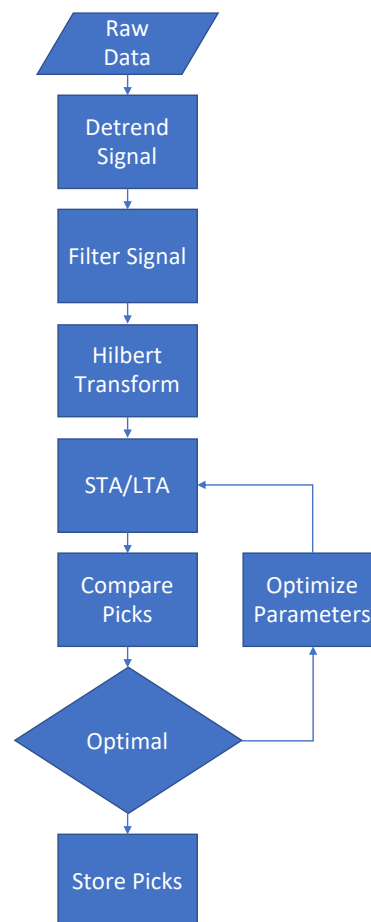 Raw
Data
Detrend
Signal
Filter Signal
Hilbert
Transform
STA/LTA
Compare
Picks
Optimize
Parameters
Optimal
Store Picks